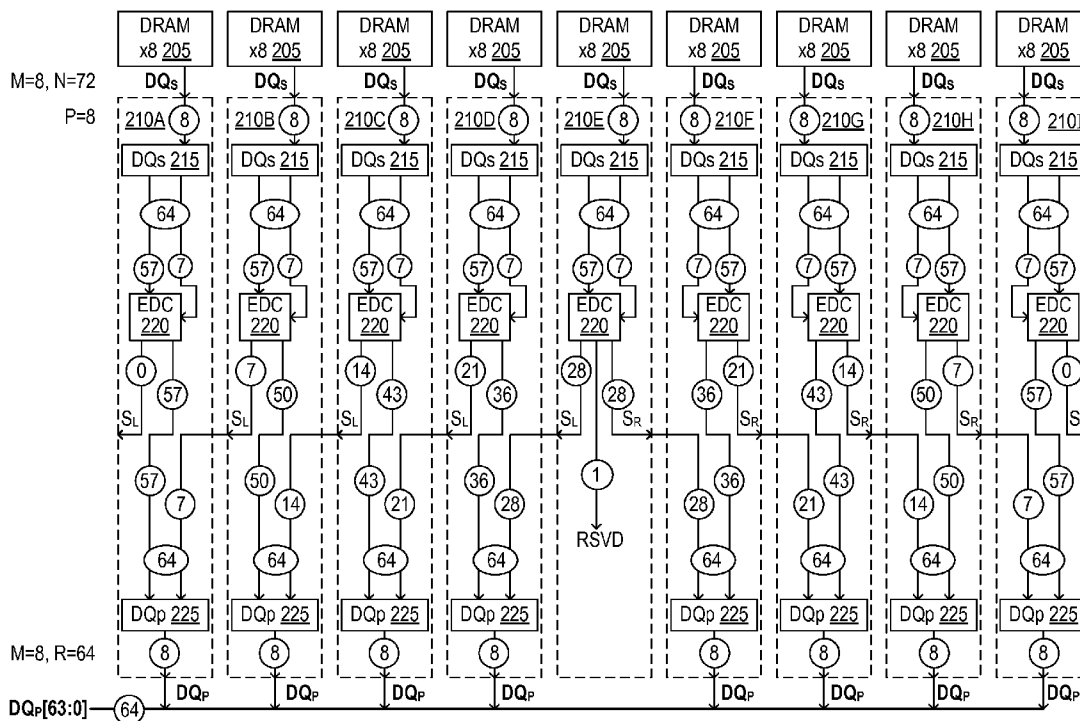 DRAM DRAM DRAM DRAM DRAM DRAM DRAM DRAM DRAM
x8 205 x8 205 x8 205 x8 205 x8 205 x8 205 x8 205 x8 205 x8 205
M=8, N=72 DQS DQS DQS DQS DQS DQS DQS DQS DQS
P=8 210A 8 210B 8 210C 8 210D 8 210E 8 8 210F 8 210G 8 210H 8 210I
DQs 215 DQs 215 DQs 215 DQs 215 DQs 215 DQs 215 DQs 215 DQs 215 DQs 215
64 64 64 64 64 64 64 64 64
57 7 57 7 57 7 57 7 57 7 7 57 7 57 7 57 7 57
EDC EDC EDC EDC EDC EDC EDC EDC EDC
220 220 220 220 220 220 220 220 220
0 7 14 21 28 21 14 7 0
57 50 43 36 28 36 43 50 57
SL SL SL SL SL SR SR SR SR S
57 50 43 36 1 36 43 50 57
7 14 21 28 28 21 14 7
RSVD
64 64 64 64 64 64 64 64
DQp 225 DQp 225 DQp 225 DQp 225 DQp 225 DQp 225 DQp 225 DQp 225
M=8, R=64 8 8 8 8 8 8 8 8
DQP DQP DQP DQP DQP DQP DQP DQP
DQP[63:0] 64